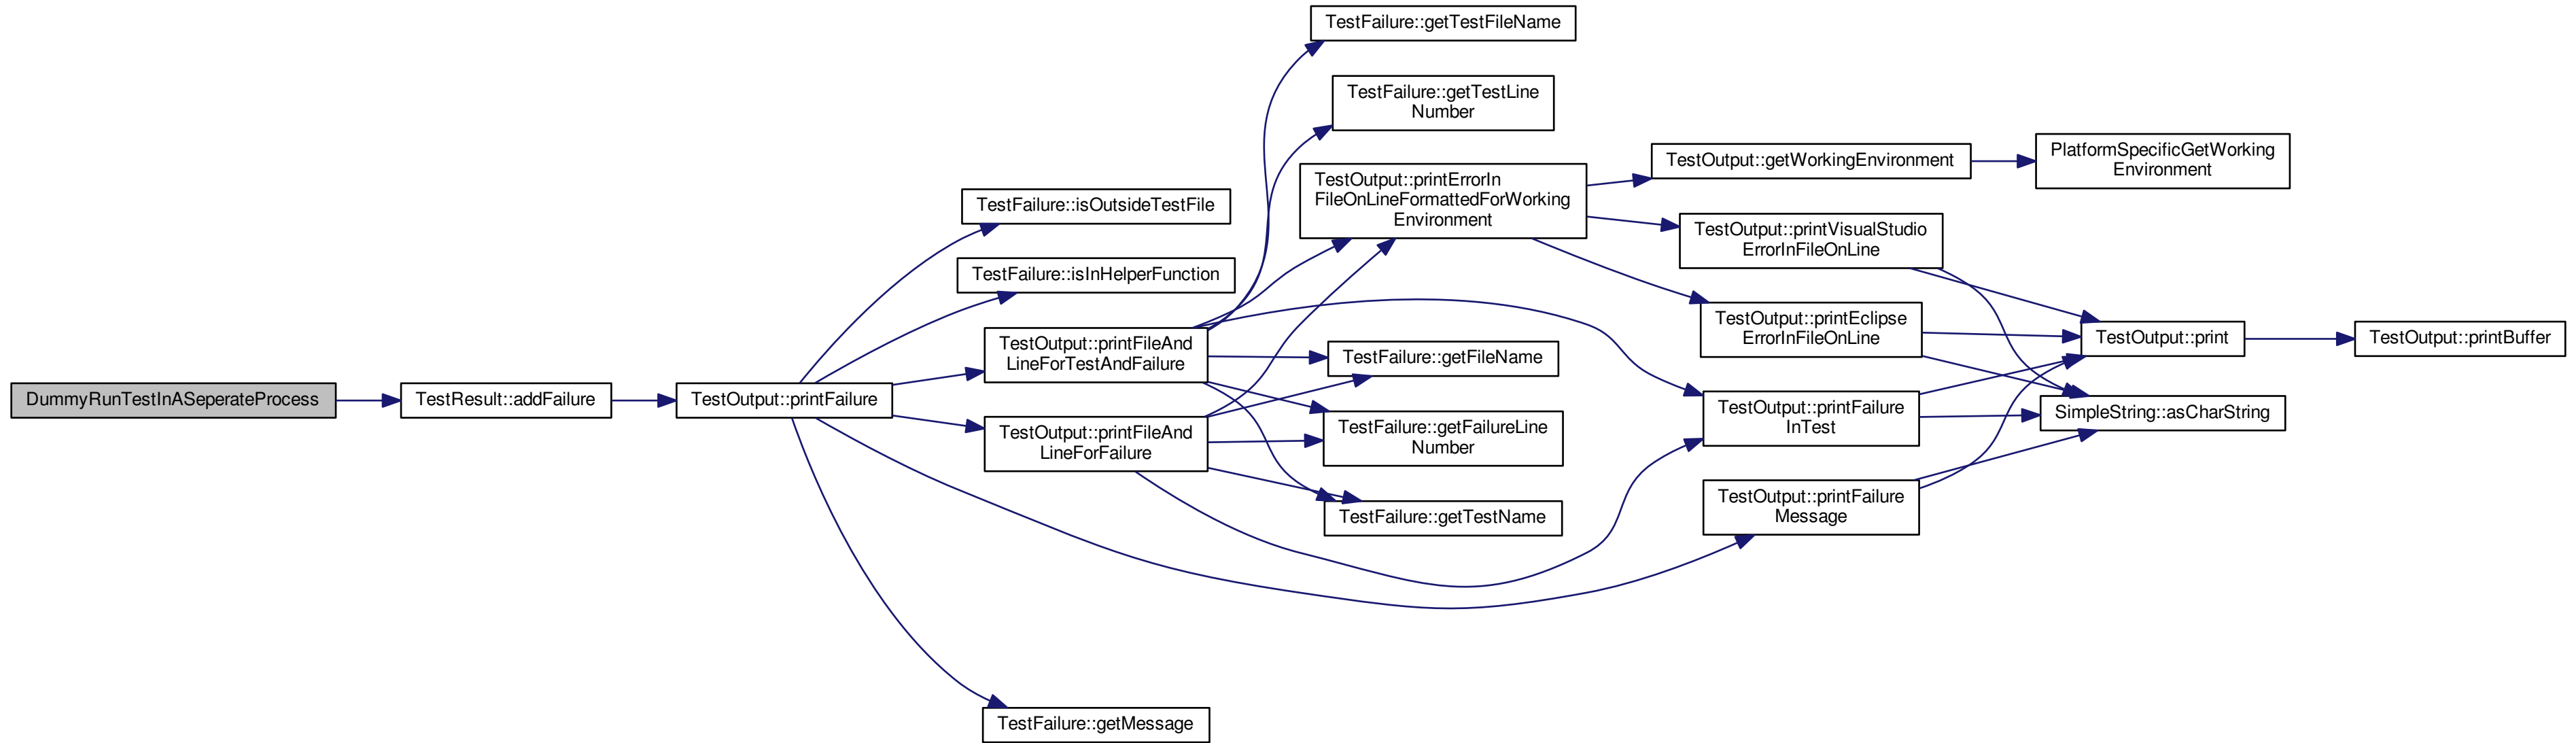 DummyRunTestInASeperateProcess
TestResult::addFailure
TestOutput::printFailure
TestFailure::isOutsideTestFile
TestFailure::isInHelperFunction
TestOutput::printFileAnd
LineForTestAndFailure
TestOutput::printFileAnd
LineForFailure
TestFailure::getMessage
TestFailure::getTestFileName
TestFailure::getTestLine
Number
TestOutput::printErrorIn
FileOnLineFormattedForWorking
Environment
TestFailure::getFileName
TestFailure::getFailureLine
Number
TestFailure::getTestName
TestOutput::getWorkingEnvironment
TestOutput::printVisualStudio
ErrorInFileOnLine
TestOutput::printEclipse
ErrorInFileOnLine
TestOutput::printFailure
InTest
TestOutput::printFailure
Message
PlatformSpecificGetWorking
Environment
TestOutput::print
SimpleString::asCharString
TestOutput::printBuffer